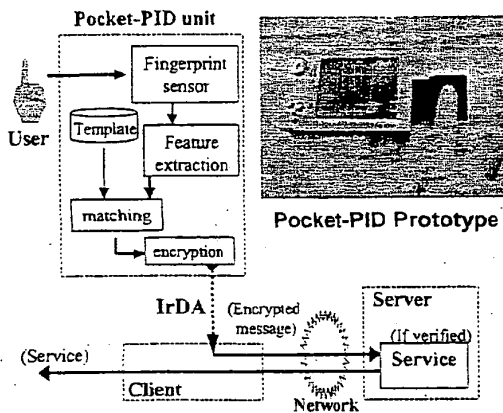 Pocket-PID unit
Fingerprint
sensor
User
Template
Feature
extraction
matching
encryption
Pocket-PID Prototype
IrDA
(Encrypted
message)
Server
(If verified)
Service
(Service)
Client
Network